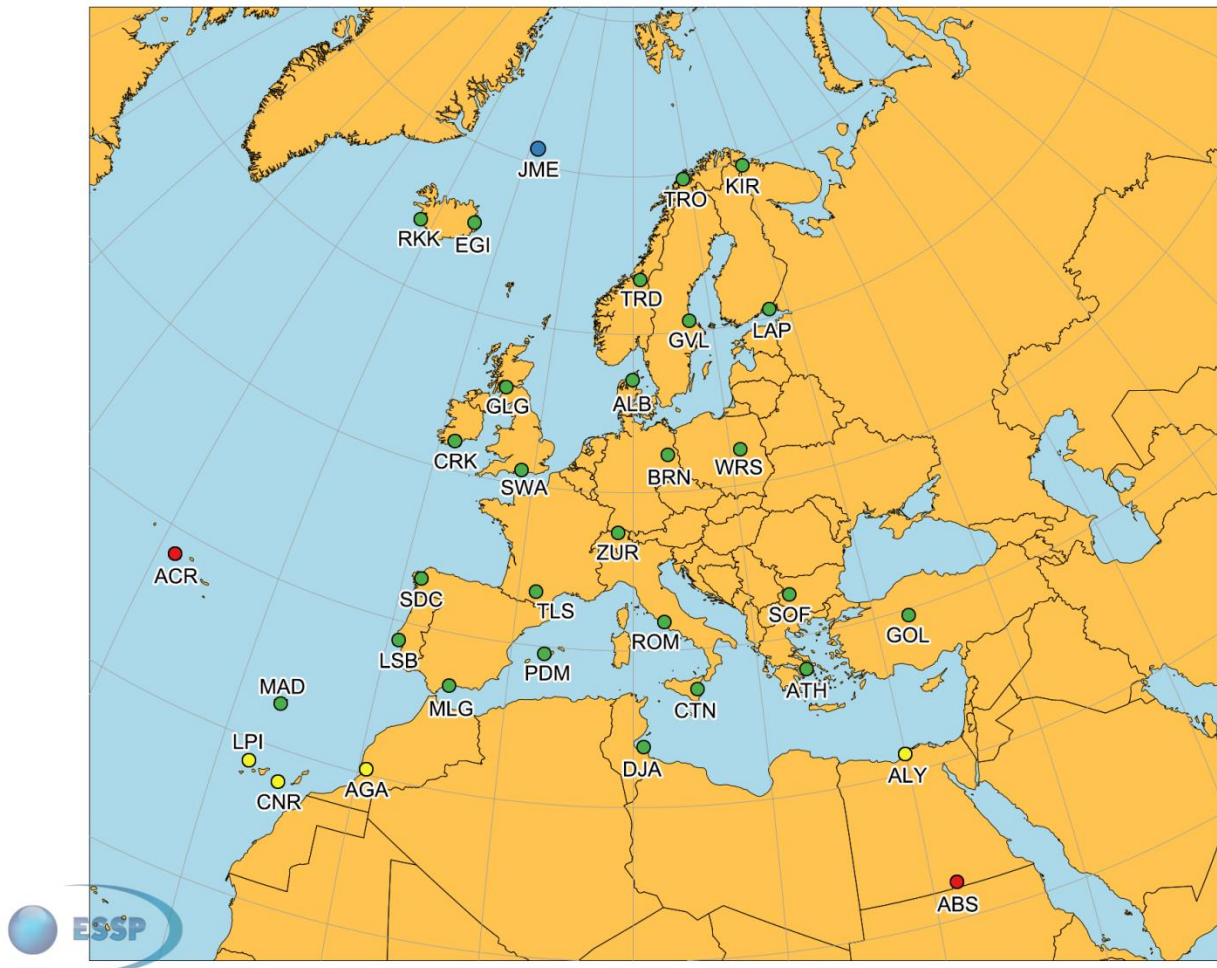 JME
TRO
KIR
RKK
EGI
TRD
GVL
LAP
GLG
ALB
CRK
SWA
BRN
WRS
ZUR
ACR
SDC
TLS
ROM
SOF
GOL
LSB
PDM
MLG
CTN
ATH
MAD
LPI
CNR
AGA
DJA
ALY
ABS
ESSP